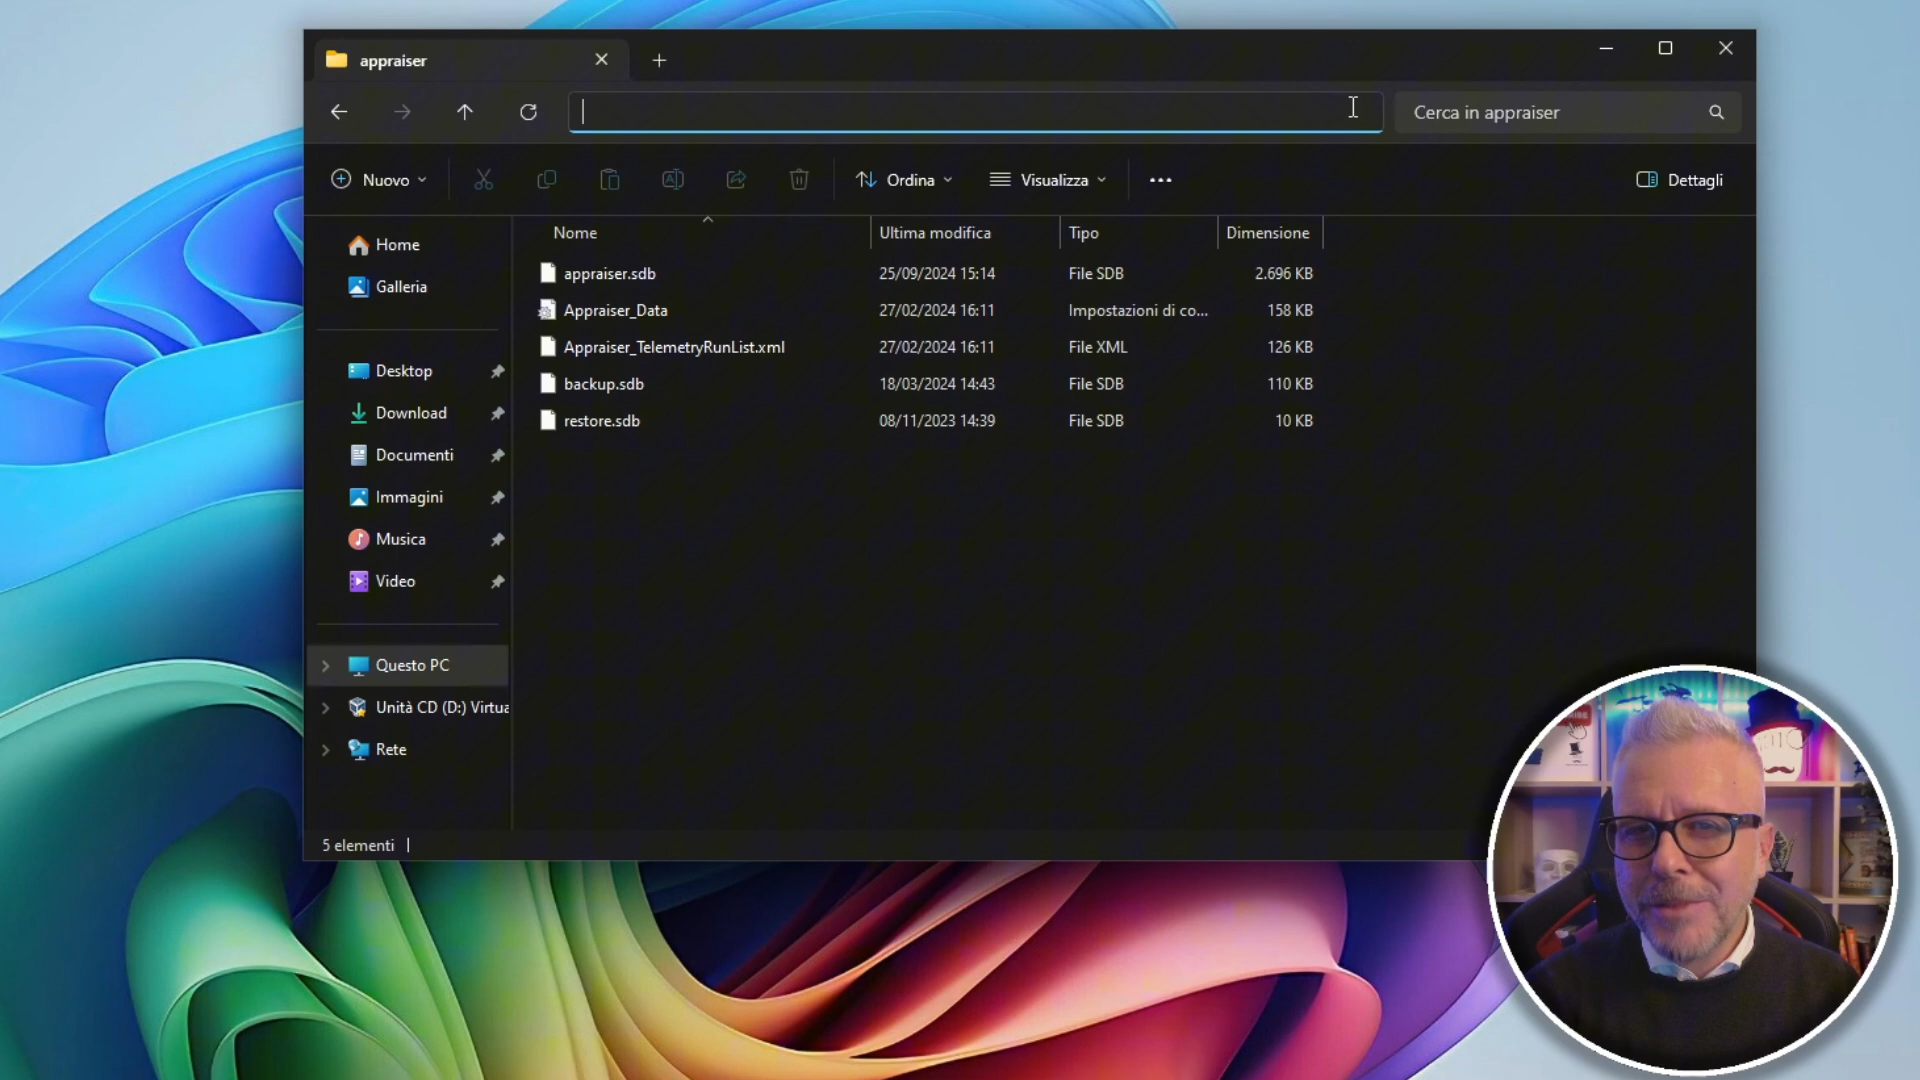 appraiser
Cerca in appraiser
Nuovo
Ordina
Visualizza
Dettagli
Nome
Ultima modifica
Tipo
Dimensione
appraiser.sdb 25/09/2024 15:14 File SDB 2.696 KB
Appraiser_Data 27/02/2024 16:11 Impostazioni di co... 158 KB
Appraiser_TelemetryRunList.xml 27/02/2024 16:11 File XML 126 KB
backup.sdb 18/03/2024 14:43 File SDB 110 KB
restore.sdb 08/11/2023 14:39 File SDB 10 KB
Home
Galleria
Desktop
Download
Documenti
Immagini
Musica
Video
Questo PC
Unità CD (D:) Virtua
Rete
5 elementi